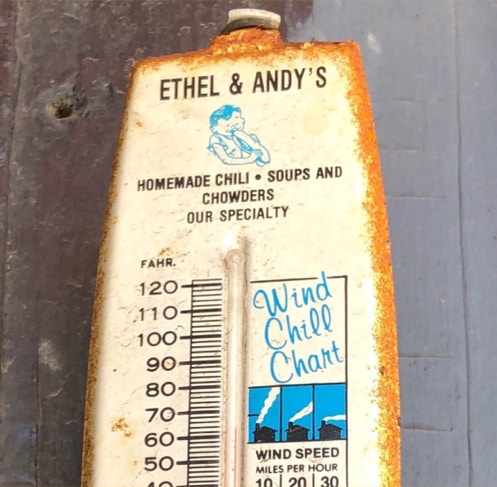 ETHEL & ANDY'S
HOMEMADE CHILI • SOUPS AND
CHOWDERS
OUR SPECIALTY
FAHR.
120
110
100
90
80
70
60
50
40
Wind
Chill
Chart
WIND SPEED
MILES PER HOUR
10 20 30